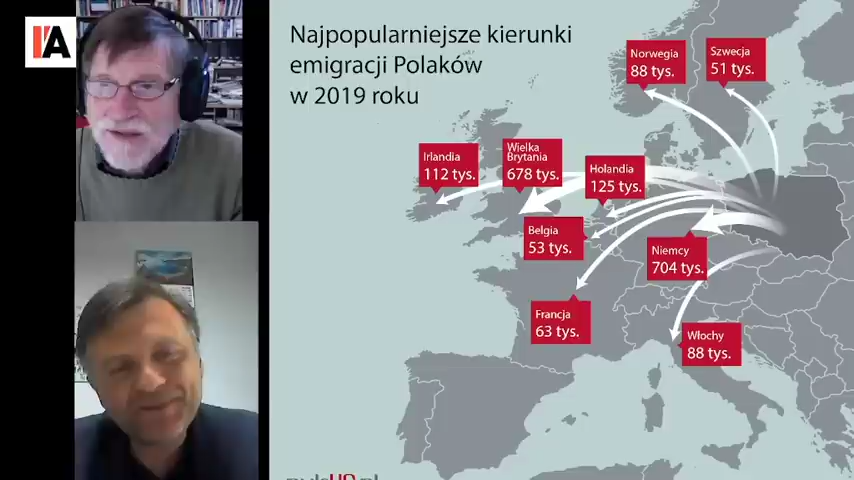 IA
Najpopularniejsze kierunki
emigracji Polaków
w 2019 roku
Norwegia
88 tys.
Szwecja
51 tys.
Irlandia
112 tys.
Wielka
Brytania
678 tys.
Holandia
125 tys.
Belgia
53 tys.
Niemcy
704 tys.
Francja
63 tys.
Włochy
88 tys.